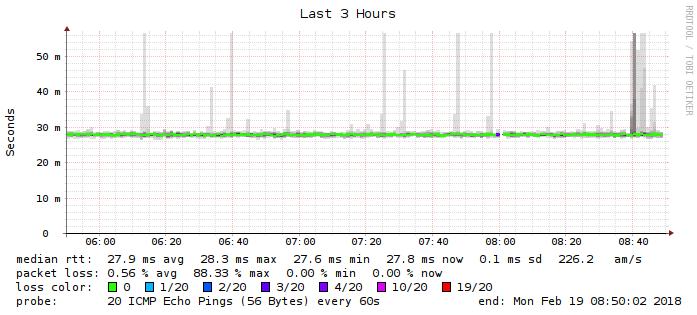 Last 3 Hours
RRDTOOL / TOBI OETIKER
Seconds
50 m
40 m
30 m
20 m
10 m
0
06:00 06:20 06:40 07:00 07:20 07:40 08:00 08:20 08:40
median rtt: 27.9 ms avg 28.3 ms max 27.6 ms min 27.8 ms now 0.1 ms sd 226.2 am/s
packet loss: 0.56 % avg 88.33 % max 0.00 % min 0.00 % now
loss color: 0 1/20 2/20 3/20 4/20 10/20 19/20
probe: 20 ICMP Echo Pings (56 Bytes) every 60s end: Mon Feb 19 08:50:02 2018